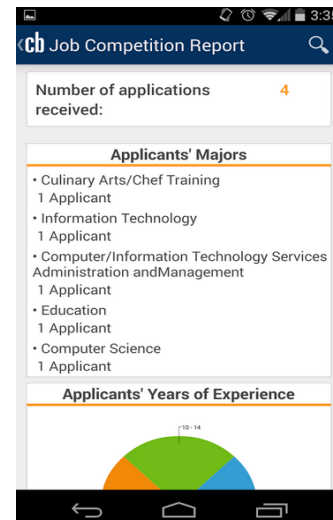 3:35
cb Job Competition Report
Number of applications 4
received:
Applicants' Majors
• Culinary Arts/Chef Training
1 Applicant
• Information Technology
1 Applicant
• Computer/Information Technology Services
Administration andManagement
1 Applicant
• Education
1 Applicant
• Computer Science
1 Applicant
Applicants' Years of Experience
10 - 14